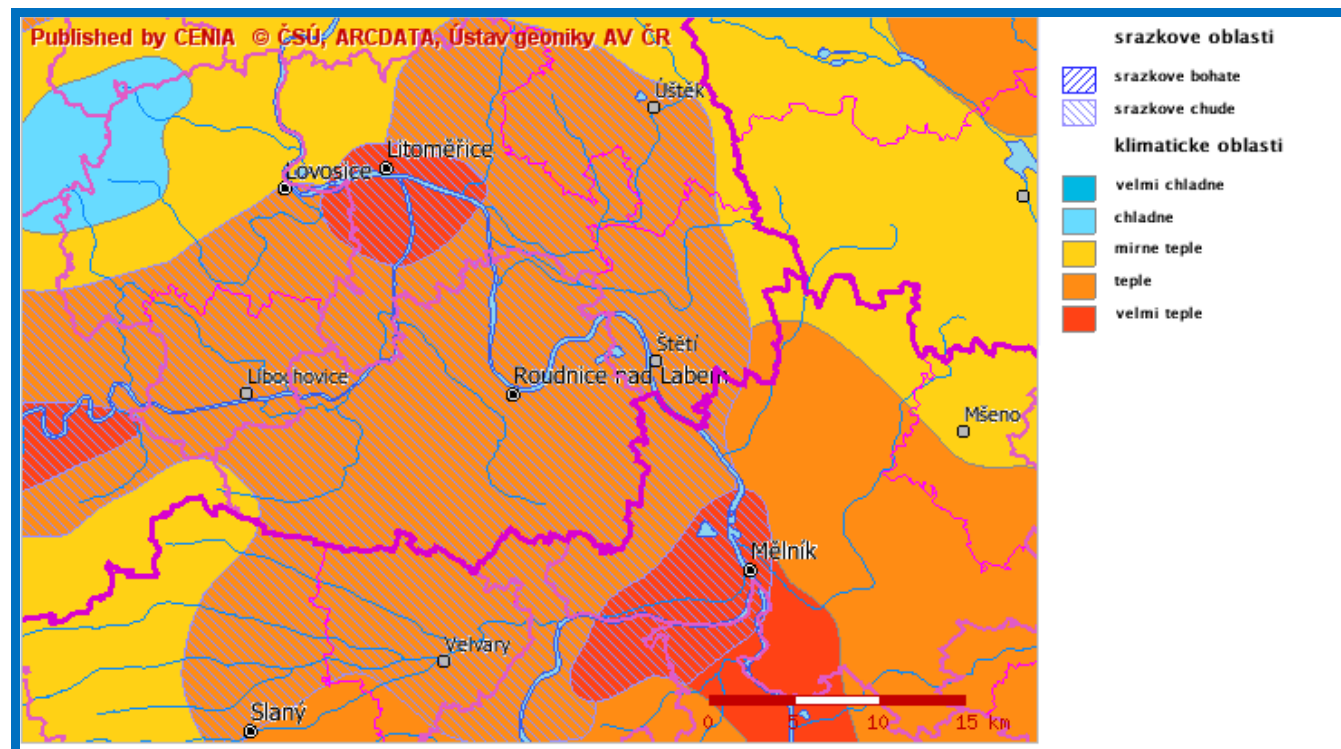 Published by CENIA © ČSÚ, ARCDATA, Ústav geoniky AV ČR
Úštěk
Litoměřice
Lovosice
Štětí
Roudnice nad Labem
Libochovice
Mšeno
Mělník
Velvary
Slaný
0 5 10 15 km
srazkove oblasti
srazkove bohate
srazkove chude
klimaticke oblasti
velmi chladne
chladne
mirne teple
teple
velmi teple